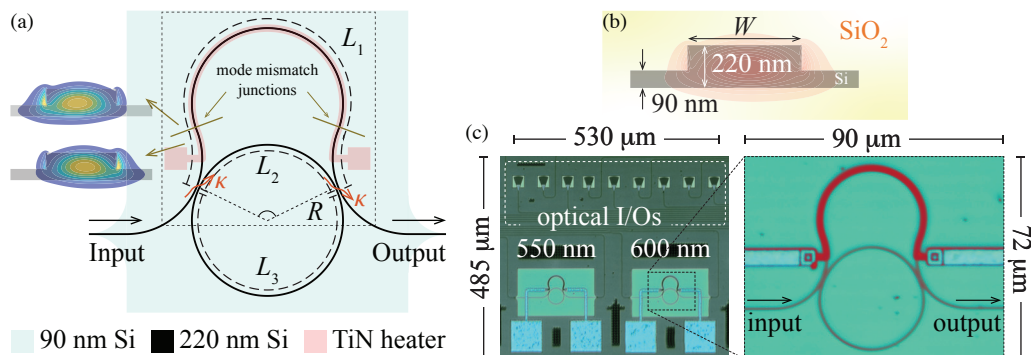 (a)
L1
mode mismatch
junctions
κ
L2
κ
R
Input
Output
L3
90 nm Si
220 nm Si
TiN heater
(b)
W
SiO2
220 nm
Si
90 nm
(c)
530 μm
90 μm
485 μm
optical I/Os
550 nm
600 nm
72 μm
input
output